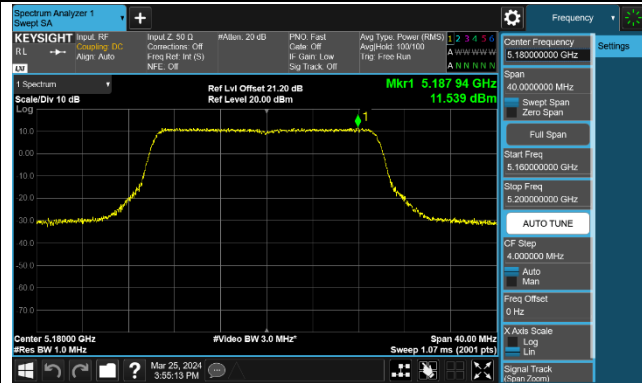 Spectrum Analyzer 1
Swept SA
Frequency
KEYSIGHT
RL
LXI
Input: RF
Coupling: DC
Align: Auto
Input Z: 50 Ω
Corrections: Off
Freq Ref: Int (S)
NFE: Off
#Atten: 20 dB
PNO: Fast
Gate: Off
IF Gain: Low
Sig Track: Off
Avg Type: Power (RMS)
Avg|Hold: 100/100
Trig: Free Run
1 2 3 4 5 6
A W W W W W
A N N N N N
1 Spectrum
Scale/Div 10 dB
Log
Ref Lvl Offset 21.20 dB
Ref Level 20.00 dBm
Mkr1 5.187 94 GHz
11.539 dBm
1
10.0
0.00
-10.0
-20.0
-30.0
-40.0
-50.0
-60.0
-70.0
Center 5.18000 GHz
#Res BW 1.0 MHz
#Video BW 3.0 MHz*
Span 40.00 MHz
Sweep 1.07 ms (2001 pts)
Mar 25, 2024
3:55:13 PM
Center Frequency
5.180000000 GHz
Span
40.0000000 MHz
Swept Span
Zero Span
Full Span
Start Freq
5.160000000 GHz
Stop Freq
5.200000000 GHz
AUTO TUNE
CF Step
4.000000 MHz
Auto
Man
Freq Offset
0 Hz
X Axis Scale
Log
Lin
Signal Track
(Span Zoom)
Settings